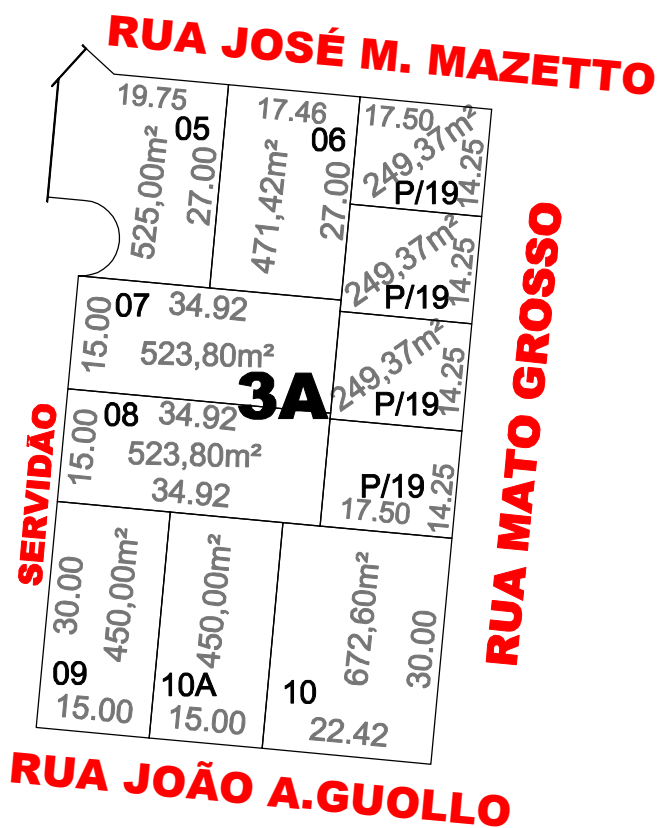 RUA JOSÉ M. MAZETTO
19.75
05
525,00m²
27.00
17.46
06
471,42m²
27.00
17.50
249,37m²
14.25
P/19
249,37m²
14.25
P/19
249,37m²
14.25
P/19
P/19
17.50
14.25
07
34.92
15.00
523,80m²
3A
08
34.92
15.00
523,80m²
34.92
30.00
450,00m²
09
15.00
450,00m²
10A
15.00
672,60m²
30.00
10
22.42
SERVIDÃO
RUA MATO GROSSO
RUA JOÃO A.GUOLLO